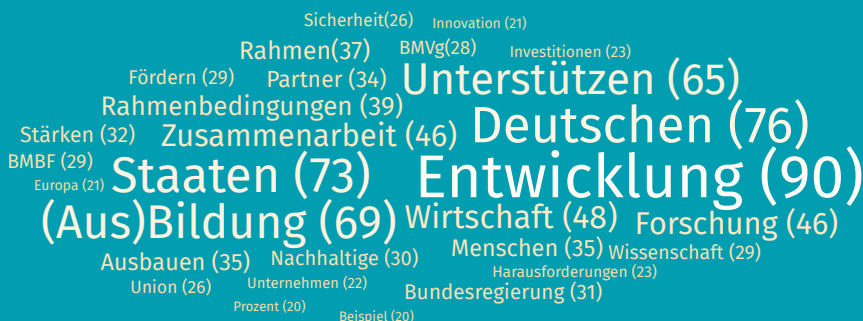 Sicherheit(26) Innovation (21)
Rahmen(37) BMVg(28) Investitionen (23)
Fördern (29) Partner (34) Unterstützen (65)
Rahmenbedingungen (39) Deutschen (76)
Stärken (32) Zusammenarbeit (46)
BMBF (29) Staaten (73) Entwicklung (90)
Europa (21)
(Aus)Bildung (69) Wirtschaft (48) Forschung (46)
Ausbauen (35) Nachhaltige (30) Menschen (35) Wissenschaft (29)
Harausforderungen (23)
Union (26) Unternehmen (22) Bundesregierung (31)
Prozent (20)
Beispiel (20)